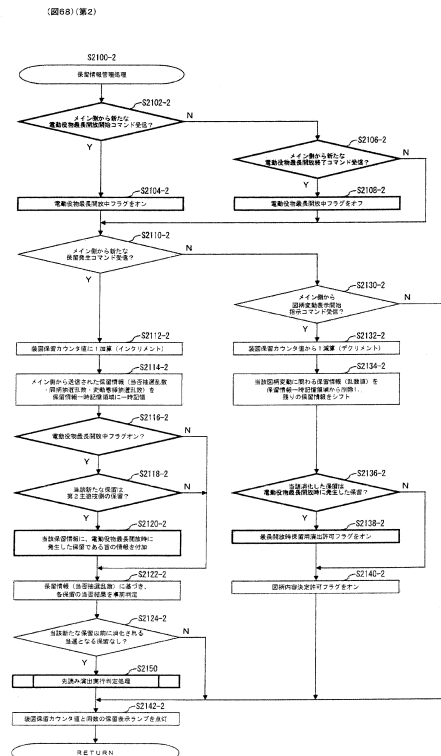 (図68)(第2)
S2100-2
保留情報管理処理
S2102-2
メイン側から新たな
電動役物最長開放開始コマンド受信?
N
Y
S2106-2
メイン側から新たな
電動役物最長開放終了コマンド受信?
N
Y
S2104-2
電動役物最長開放中フラグをオン
S2108-2
電動役物最長開放中フラグをオフ
S2110-2
メイン側から新たな
保留発生コマンド受信?
N
Y
S2130-2
メイン側から
図柄変動表示開始
指示コマンド受信?
N
Y
S2112-2
装図保留カウンタ値に1加算(インクリメント)
S2132-2
装図保留カウンタ値から1減算(デクリメント)
S2114-2
メイン側から送信された保留情報(当否抽選乱数
・図柄抽選乱数・変動態様抽選乱数)を
保留情報一時記憶領域に一時記憶
S2134-2
当該図柄変動に関わる保留情報(乱数値)を
保留情報一時記憶領域から削除し、
残りの保留情報をシフト
S2116-2
電動役物最長開放中フラグオン?
N
Y
S2118-2
当該新たな保留は
第2主遊技側の保留?
N
Y
S2136-2
当該消化した保留は
電動役物最長開放時に発生した保留?
N
Y
S2120-2
当該保留情報に、電動役物最長開放時に
発生した保留である旨の情報を付加
S2138-2
最長開放時保留用演出許可フラグをオン
S2122-2
保留情報(当否抽選乱数)に基づき、
各保留の当否結果を事前判定
S2140-2
図柄内容決定許可フラグをオン
S2124-2
当該新たな保留以前に消化される
当選となる保留なし?
N
Y
S2150
先読み演出実行判定処理
S2142-2
装図保留カウンタ値と同数の保留表示ランプを点灯
RETURN